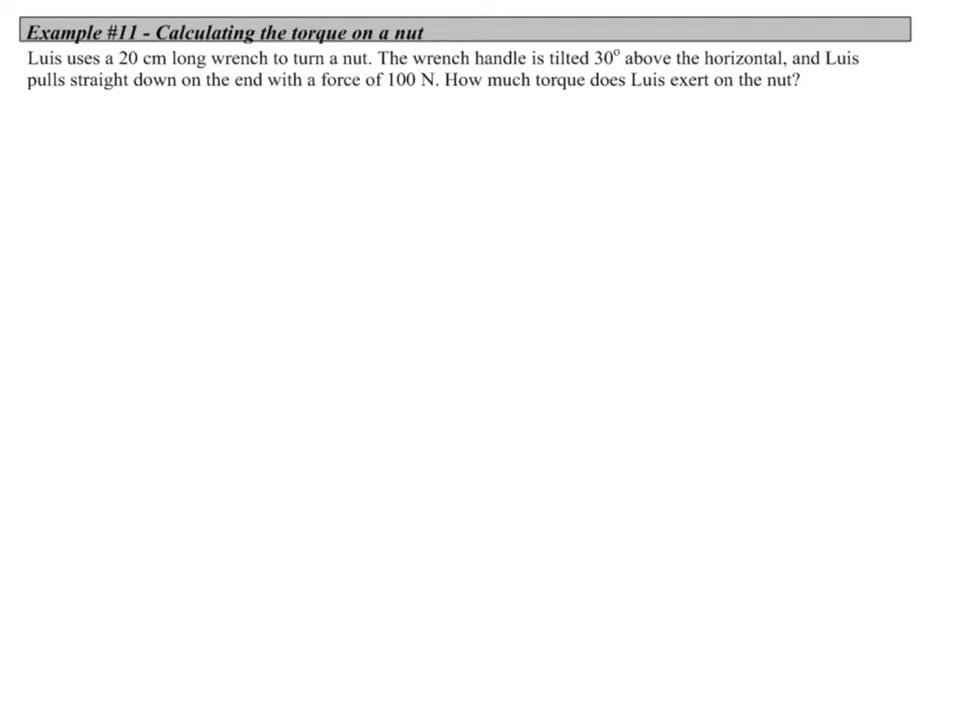 Example #11 - Calculating the torque on a nut
Luis uses a 20 cm long wrench to turn a nut. The wrench handle is tilted 30° above the horizontal, and Luis
pulls straight down on the end with a force of 100 N. How much torque does Luis exert on the nut?